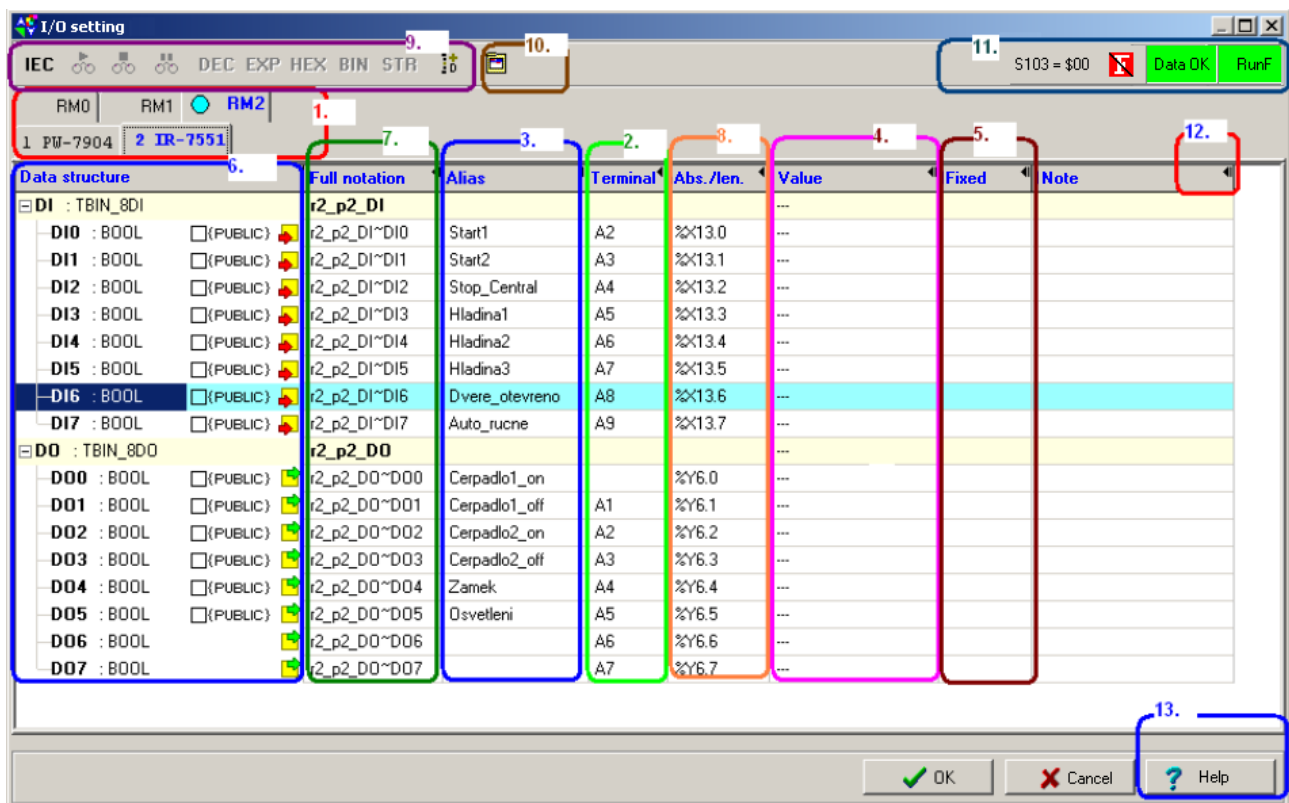 I/O setting
9. 10. 11.
IEC DEC EXP HEX BIN STR S103 = $00 Data OK RunF
RM0 RM1 RM2 1.
1 PW-7904 2 IR-7551 7. 3. 2. 8. 4. 5. 12.
6.
Data structure Full notation Alias Terminal Abs./len. Value Fixed Note
DI : TBIN_8DI r2_p2_DI ---
DI0 : BOOL {PUBLIC} r2_p2_DI~DI0 Start1 A2 %X13.0 ---
DI1 : BOOL {PUBLIC} r2_p2_DI~DI1 Start2 A3 %X13.1 ---
DI2 : BOOL {PUBLIC} r2_p2_DI~DI2 Stop_Central A4 %X13.2 ---
DI3 : BOOL {PUBLIC} r2_p2_DI~DI3 Hladina1 A5 %X13.3 ---
DI4 : BOOL {PUBLIC} r2_p2_DI~DI4 Hladina2 A6 %X13.4 ---
DI5 : BOOL {PUBLIC} r2_p2_DI~DI5 Hladina3 A7 %X13.5 ---
DI6 : BOOL {PUBLIC} r2_p2_DI~DI6 Dvere_otevreno A8 %X13.6 ---
DI7 : BOOL {PUBLIC} r2_p2_DI~DI7 Auto_rucne A9 %X13.7 ---
DO : TBIN_8DO r2_p2_DO ---
DO0 : BOOL {PUBLIC} r2_p2_DO~DO0 Cerpadlo1_on %Y6.0 ---
DO1 : BOOL {PUBLIC} r2_p2_DO~DO1 Cerpadlo1_off A1 %Y6.1 ---
DO2 : BOOL {PUBLIC} r2_p2_DO~DO2 Cerpadlo2_on A2 %Y6.2 ---
DO3 : BOOL {PUBLIC} r2_p2_DO~DO3 Cerpadlo2_off A3 %Y6.3 ---
DO4 : BOOL {PUBLIC} r2_p2_DO~DO4 Zamek A4 %Y6.4 ---
DO5 : BOOL {PUBLIC} r2_p2_DO~DO5 Osvetleni A5 %Y6.5 ---
DO6 : BOOL r2_p2_DO~DO6 A6 %Y6.6 ---
DO7 : BOOL r2_p2_DO~DO7 A7 %Y6.7 ---
13.
OK Cancel ? Help